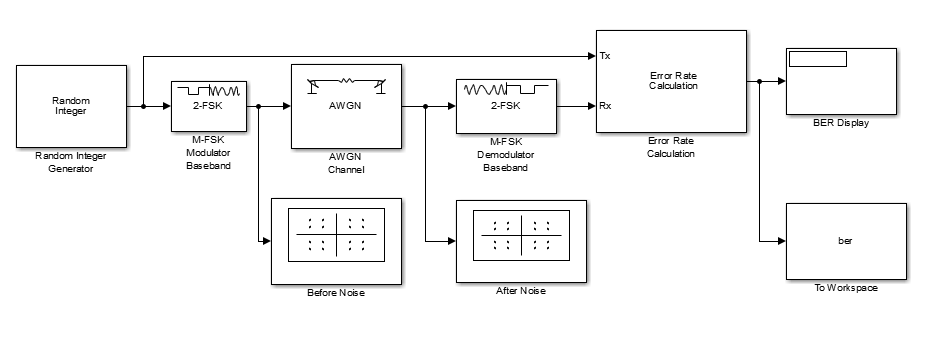 Tx
Error Rate
Calculation
Rx
Random
Integer
2-FSK
AWGN
2-FSK
Random Integer
Generator
M-FSK
Modulator
Baseband
AWGN
Channel
M-FSK
Demodulator
Baseband
Error Rate
Calculation
BER Display
Before Noise
After Noise
ber
To Workspace